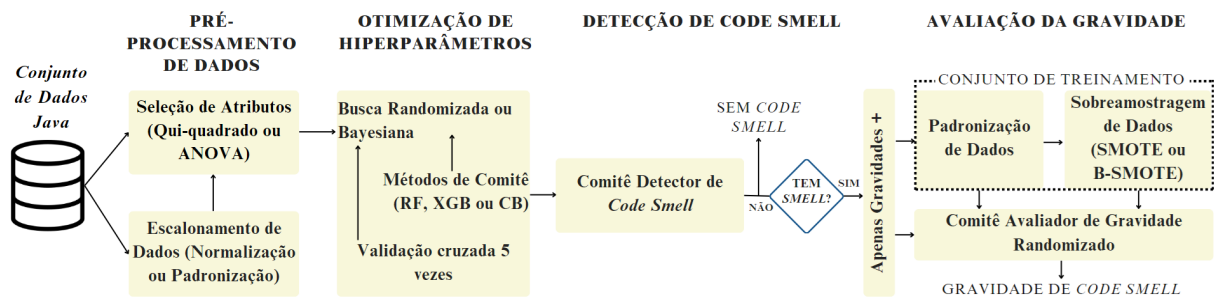 PRÉ-
PROCESSAMENTO
DE DADOS
OTIMIZAÇÃO DE
HIPERPARÂMETROS
DETECÇÃO DE CODE SMELL
AVALIAÇÃO DA GRAVIDADE
Conjunto
de Dados
Java
Seleção de Atributos
(Qui-quadrado ou
ANOVA)
Escalonamento de
Dados (Normalização
ou Padronização)
Busca Randomizada ou
Bayesiana
Métodos de Comitê
(RF, XGB ou CB)
Validação cruzada 5
vezes
Comitê Detector de
Code Smell
SEM CODE
SMELL
TEM
SMELL?
NÃO
SIM
Apenas Gravidades +
CONJUNTO DE TREINAMENTO
Padronização
de Dados
Sobreamostragem
de Dados
(SMOTE ou
B-SMOTE)
Comitê Avaliador de Gravidade
Randomizado
GRAVIDADE DE CODE SMELL